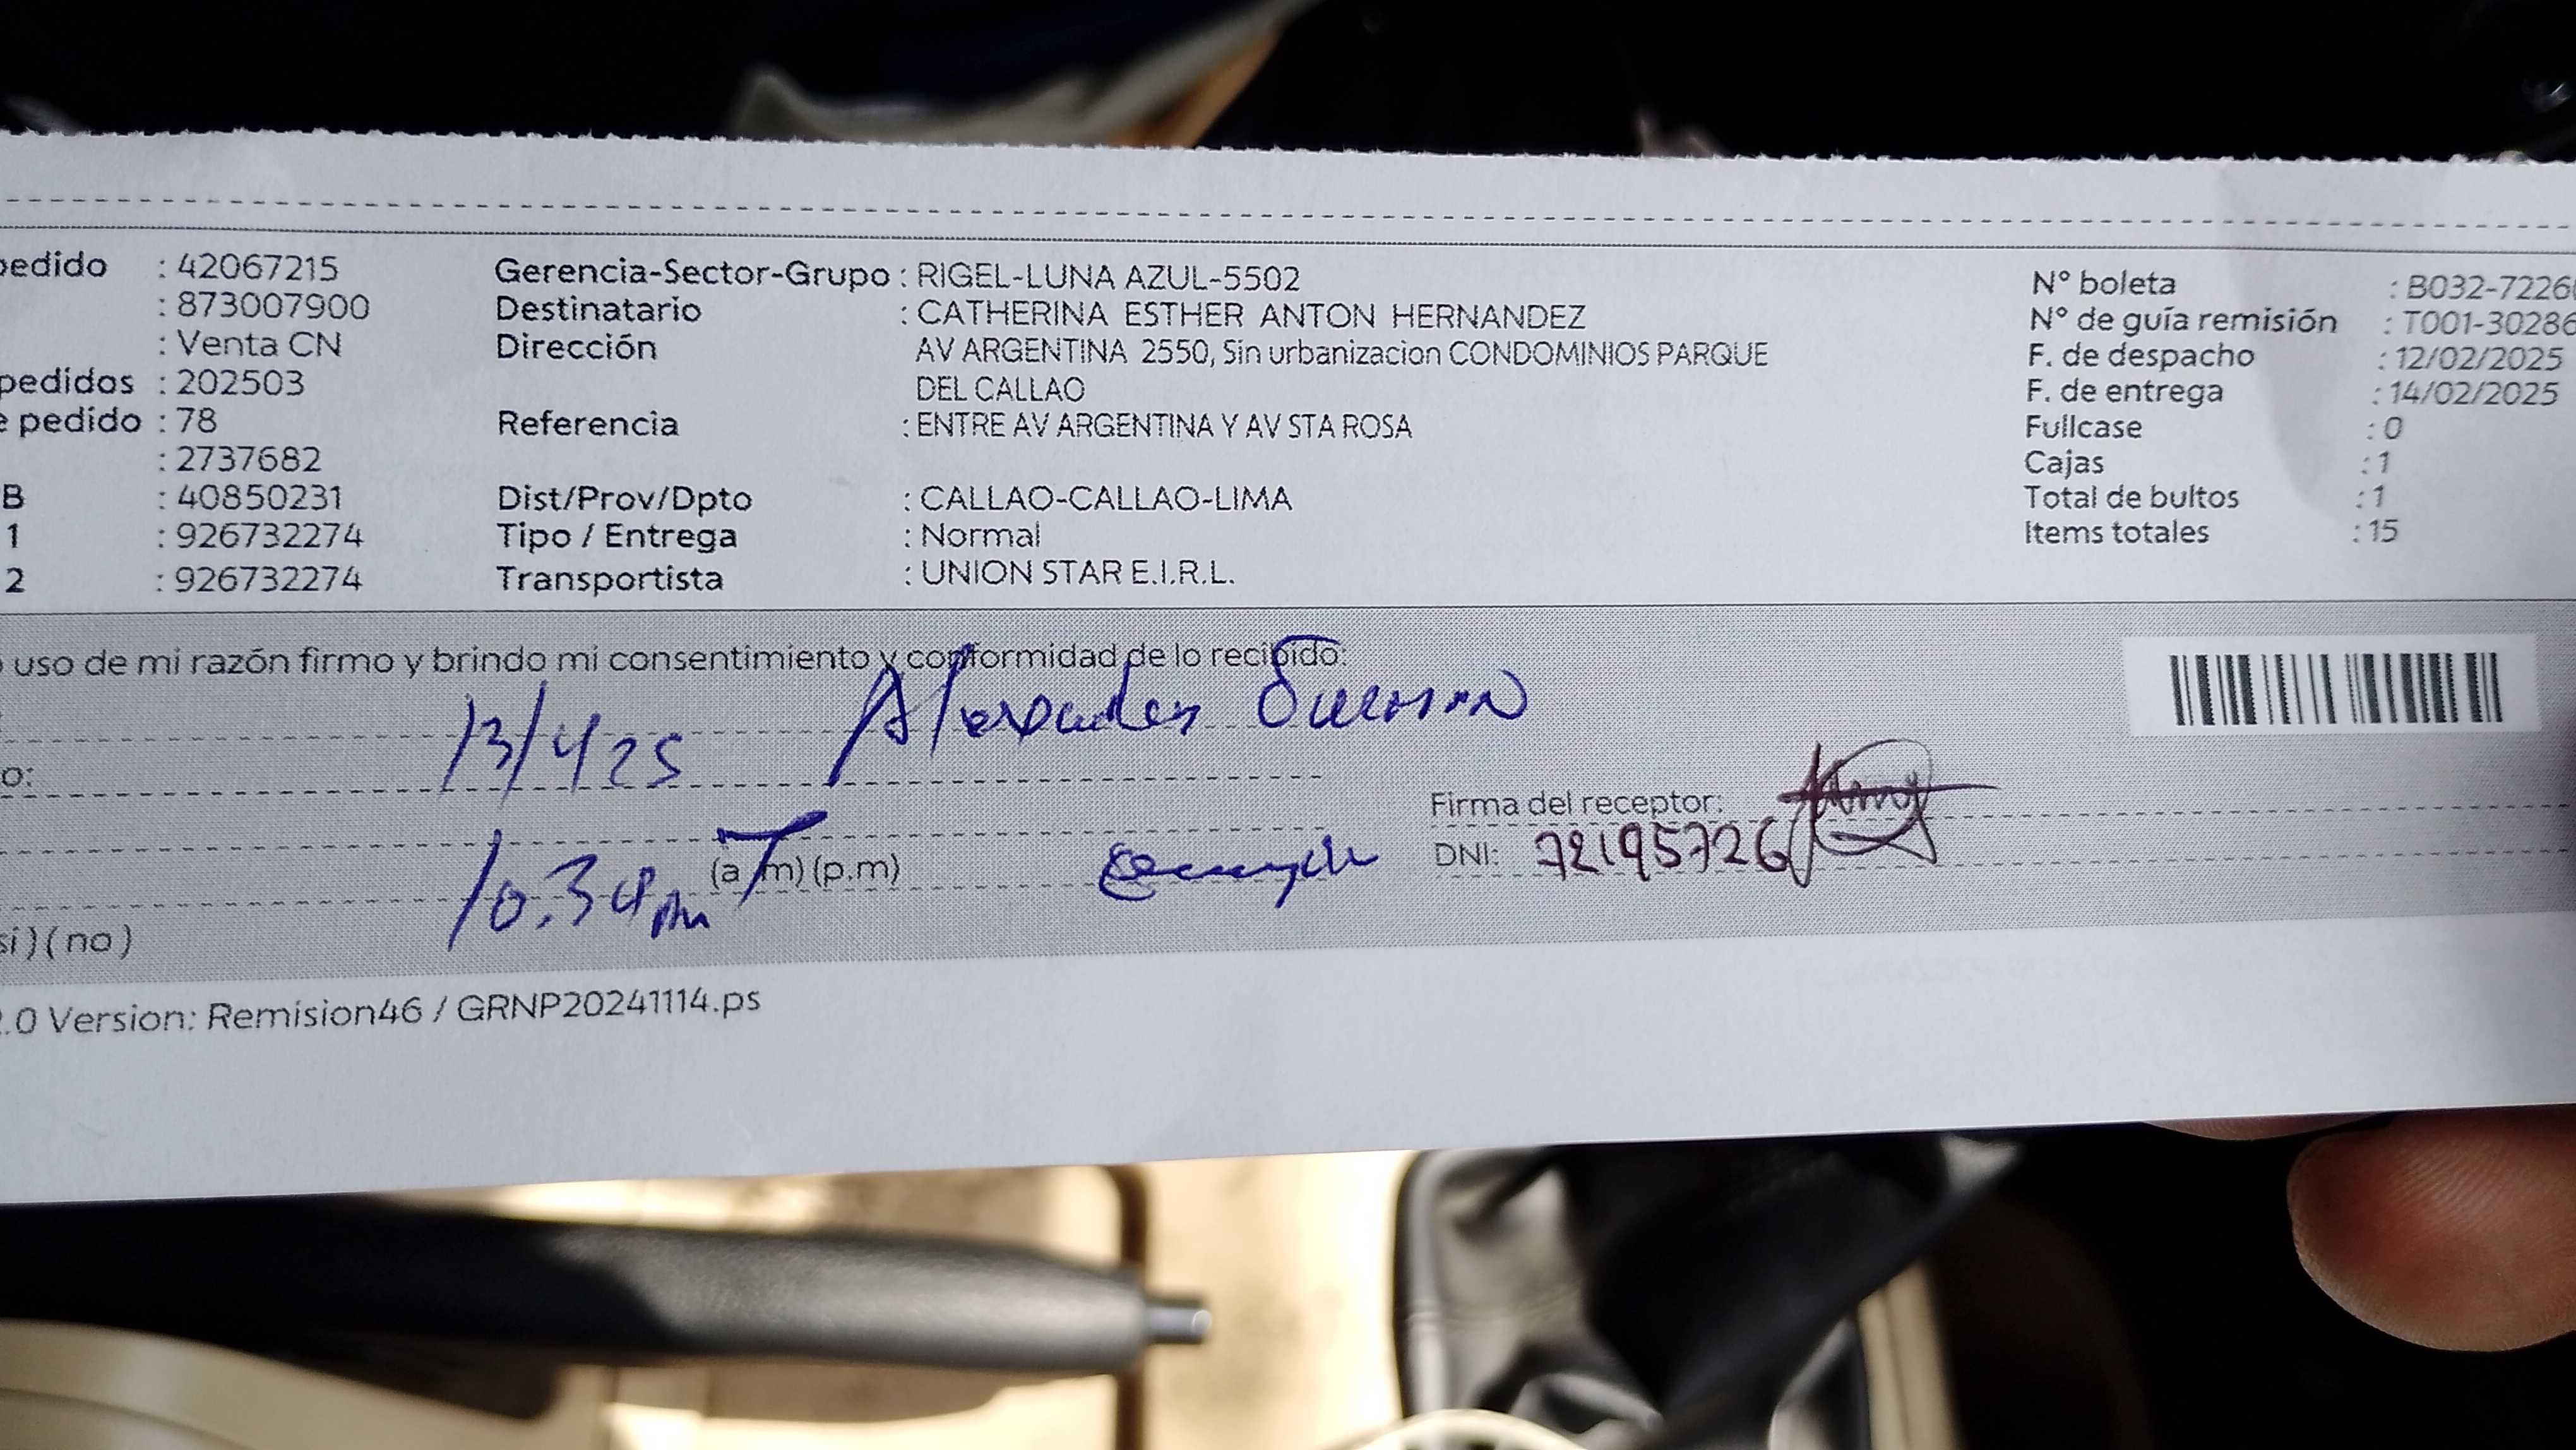 pedido : 42067215 Gerencia-Sector-Grupo : RIGEL-LUNA AZUL-5502 N° boleta : B032-7226
: 873007900 Destinatario : CATHERINA ESTHER ANTON HERNANDEZ N° de guía remisión : T001-30286
: Venta CN Dirección AV ARGENTINA 2550, Sin urbanizacion CONDOMINIOS PARQUE F. de despacho : 12/02/2025
pedidos : 202503 DEL CALLAO F. de entrega : 14/02/2025
e pedido : 78 Referencia : ENTRE AV ARGENTINA Y AV STA ROSA Fullcase : 0
: 2737682 Cajas : 1
B : 40850231 Dist/Prov/Dpto : CALLAO-CALLAO-LIMA Total de bultos : 1
1 : 926732274 Tipo / Entrega : Normal Items totales : 15
2 : 926732274 Transportista : UNION STAR E.I.R.L.
uso de mi razón firmo y brindo mi consentimiento y conformidad de lo recibido:
13/4 25 Alexander
o:
Firma del receptor:
10.34 am (a.m) (p.m) DNI: 72195726
si) (no)
.0 Version: Remision46 / GRNP20241114.ps